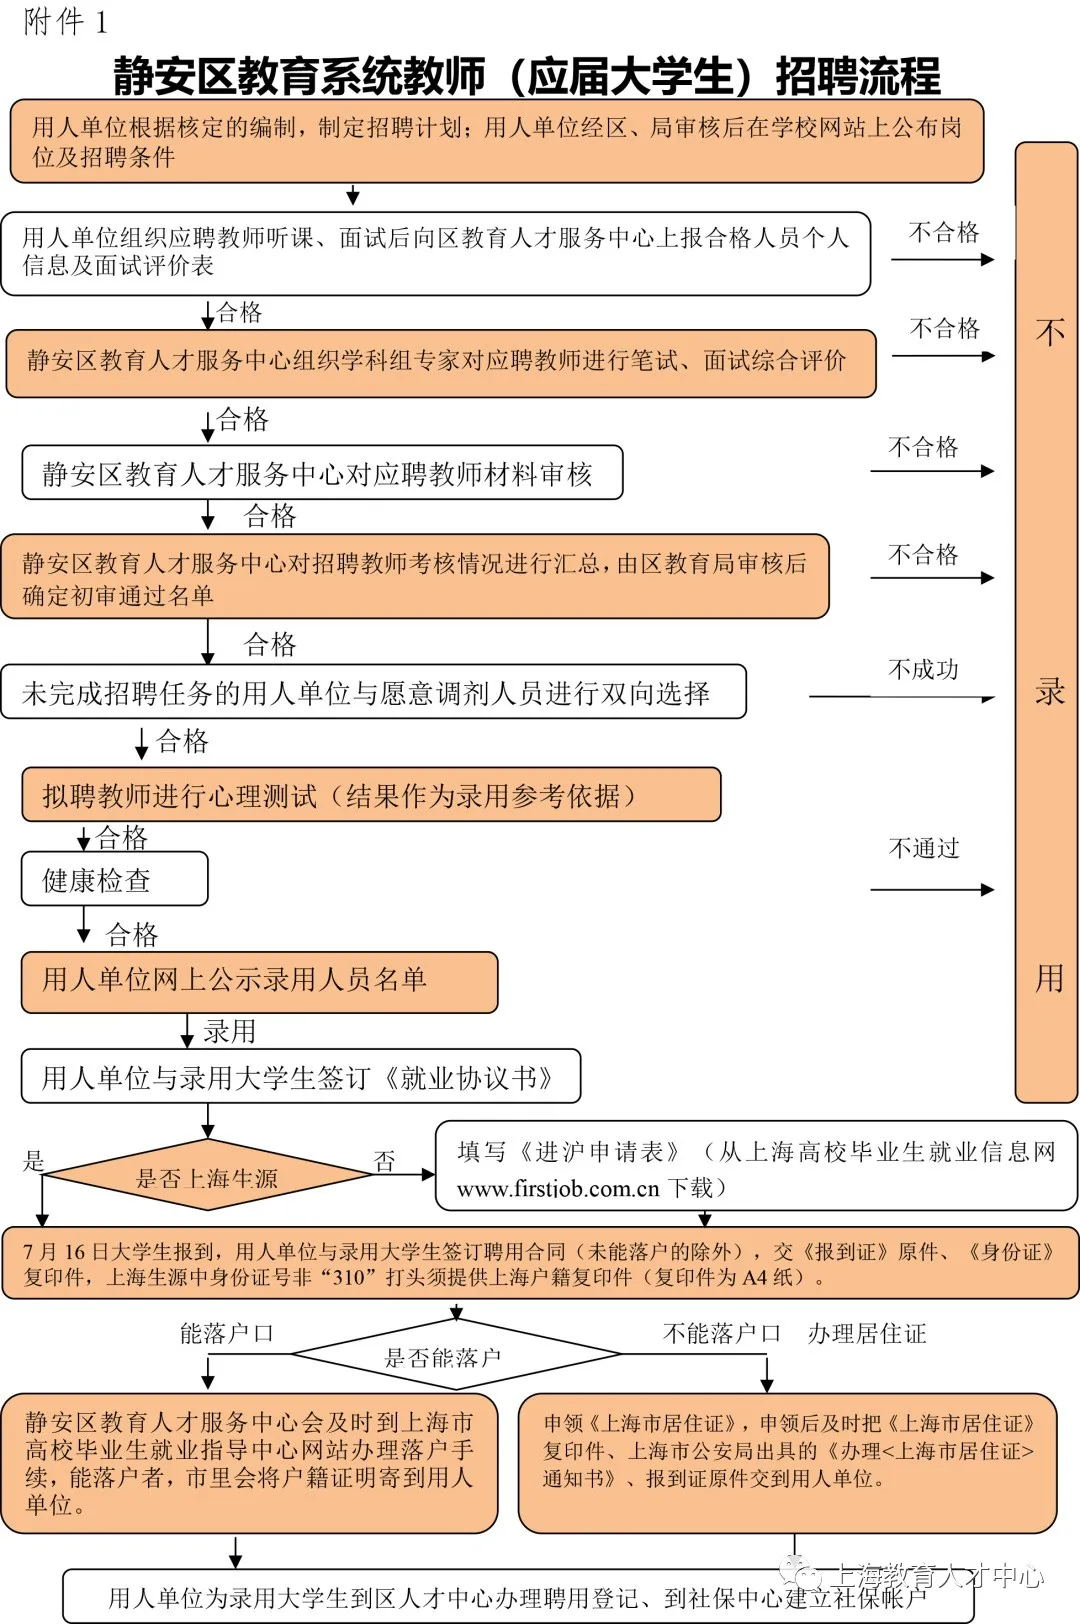 附件 1
静安区教育系统教师（应届大学生）招聘流程
用人单位根据核定的编制，制定招聘计划；用人单位经区、局审核后在学校网站上公布岗
位及招聘条件
用人单位组织应聘教师听课、面试后向区教育人才服务中心上报合格人员个人
信息及面试评价表
不合格
合格
静安区教育人才服务中心组织学科组专家对应聘教师进行笔试、面试综合评价
不合格
合格
静安区教育人才服务中心对应聘教师材料审核
不合格
合格
静安区教育人才服务中心对招聘教师考核情况进行汇总，由区教育局审核后
确定初审通过名单
不合格
合格
未完成招聘任务的用人单位与愿意调剂人员进行双向选择
不成功
合格
拟聘教师进行心理测试（结果作为录用参考依据）
合格
健康检查
不通过
合格
用人单位网上公示录用人员名单
录用
用人单位与录用大学生签订《就业协议书》
不
录
用
是
是否上海生源
否
填写《进沪申请表》（从上海高校毕业生就业信息网
www.firstjob.com.cn 下载）
7 月 16 日大学生报到，用人单位与录用大学生签订聘用合同（未能落户的除外），交《报到证》原件、《身份证》
复印件，上海生源中身份证号非“310”打头须提供上海户籍复印件（复印件为 A4 纸）。
能落户口
是否能落户
不能落户口 办理居住证
静安区教育人才服务中心会及时到上海市
高校毕业生就业指导中心网站办理落户手
续，能落户者，市里会将户籍证明寄到用人
单位。
申领《上海市居住证》，申领后及时把《上海市居住证》
复印件、上海市公安局出具的《办理<上海市居住证>
通知书》、报到证原件交到用人单位。
用人单位为录用大学生到区人才中心办理聘用登记、到社保中心建立社保帐户
上海教育人才中心